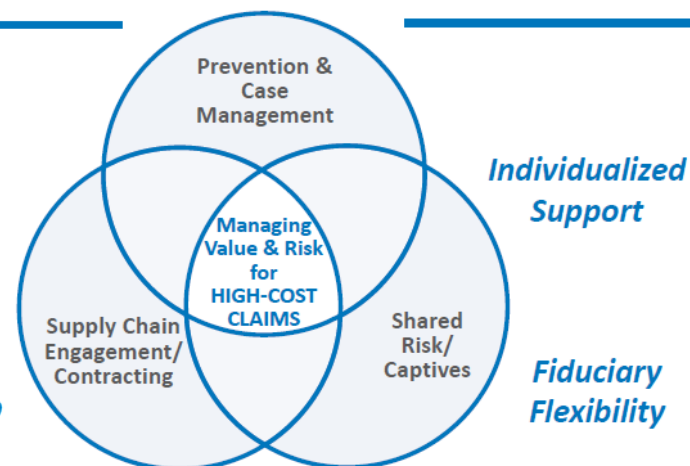 Prevention &
Case
Management
Individualized
Support
Managing
Value & Risk
for
HIGH-COST
CLAIMS
Supply Chain
Engagement/
Contracting
Shared
Risk/
Captives
Fiduciary
Flexibility